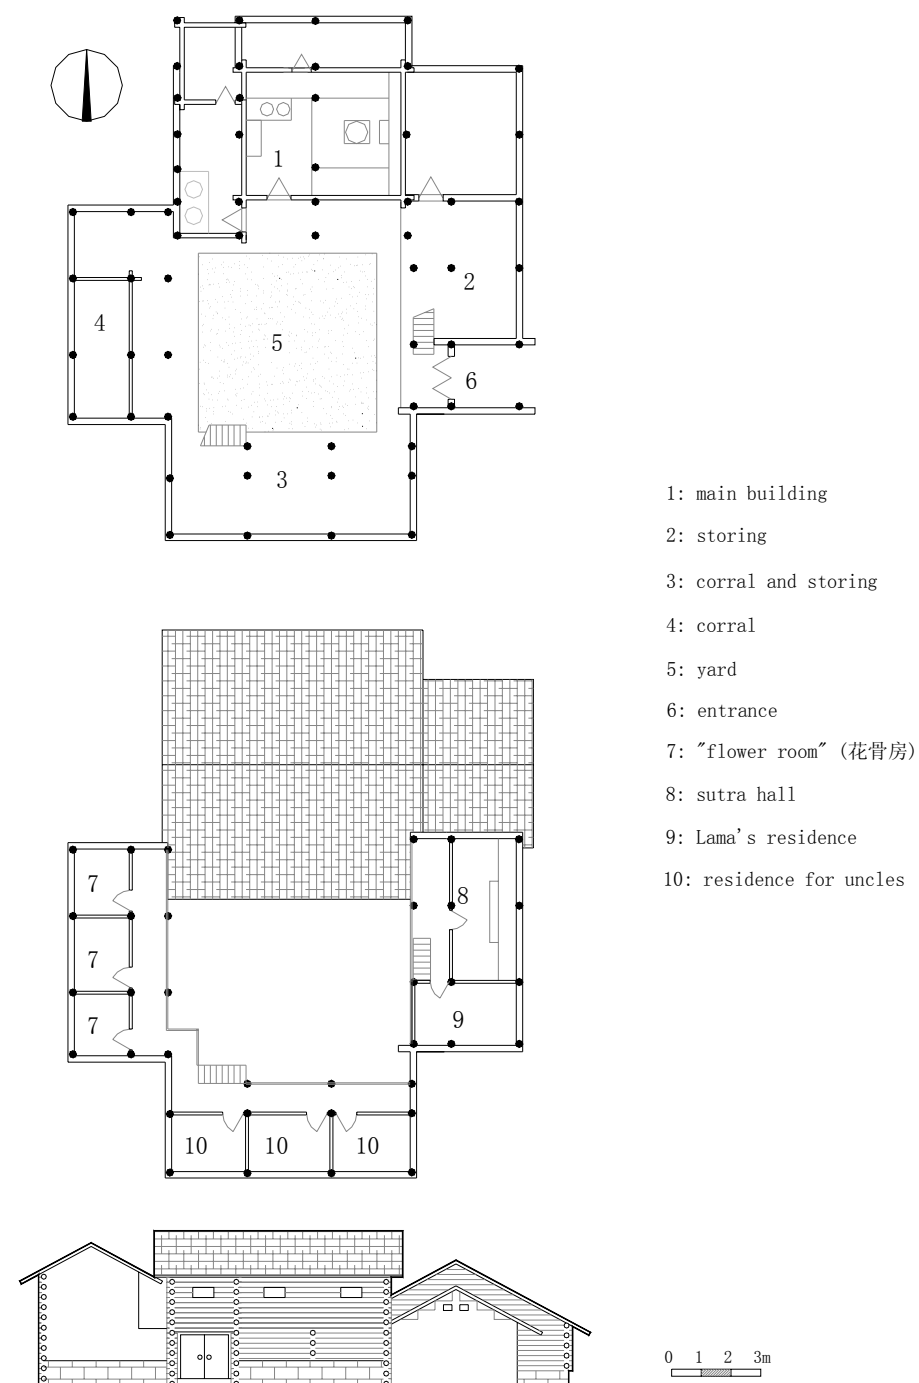 1
2
4
5
6
3
1: main building
2: storing
3: corral and storing
4: corral
5: yard
6: entrance
7: "flower room" (花骨房)
8: sutra hall
9: Lama's residence
10: residence for uncles
7
8
7
9
7
10 10 10
0 1 2 3m